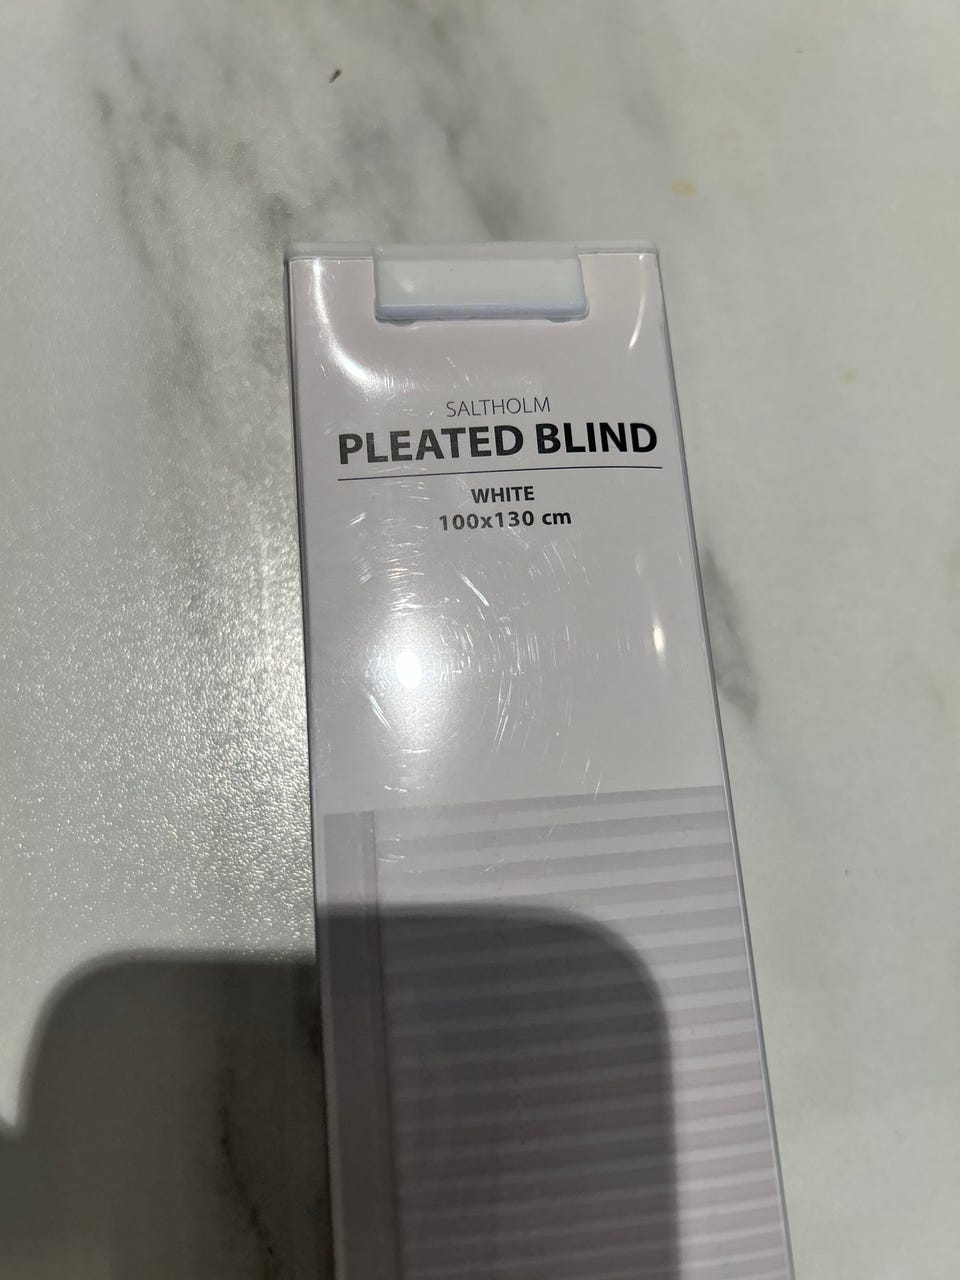 SALTHOLM
PLEATED BLIND
WHITE
100x130 cm